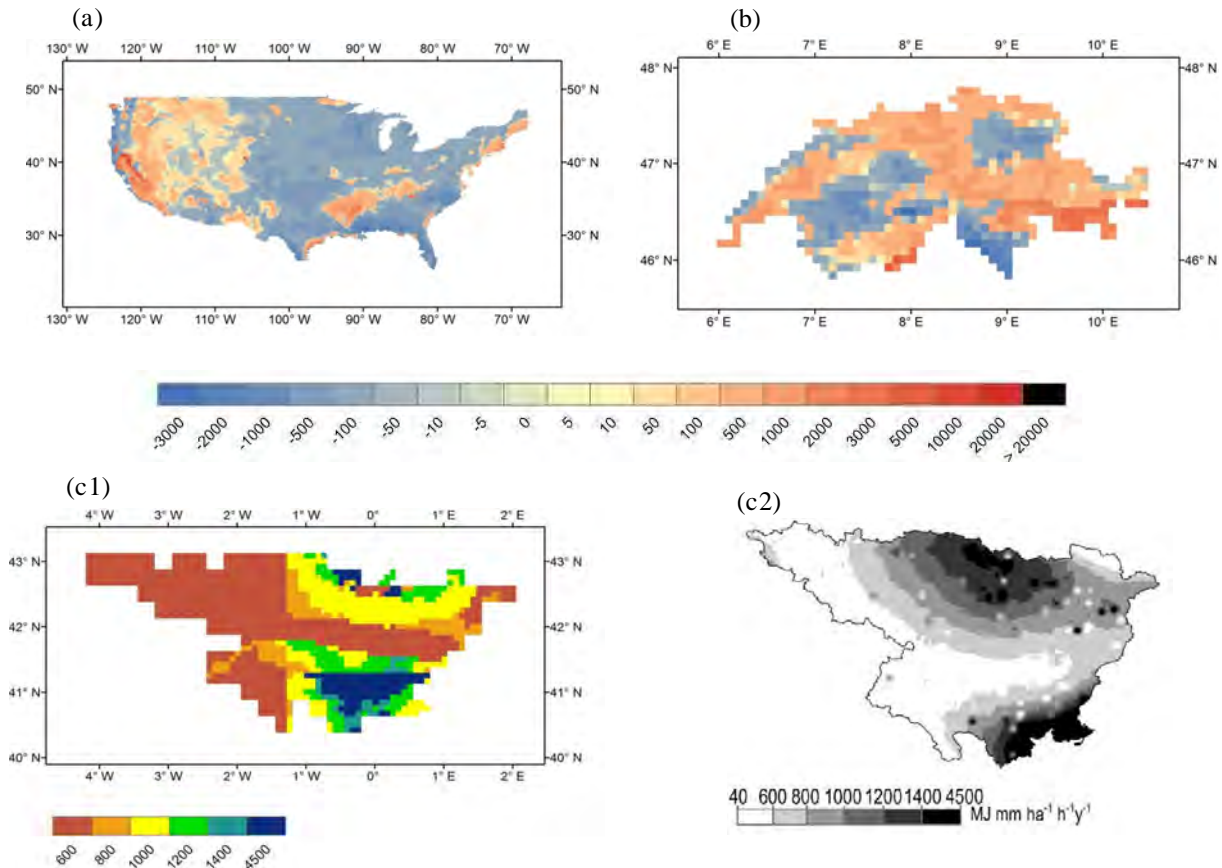 (a)
130° W 120° W 110° W 100° W 90° W 80° W 70° W
50° N 50° N
40° N 40° N
30° N 30° N
130° W 120° W 110° W 100° W 90° W 80° W 70° W
(b)
6° E 7° E 8° E 9° E 10° E
48° N 48° N
47° N 47° N
46° N 46° N
6° E 7° E 8° E 9° E 10° E
-3000 -2000 -1000 -500 -100 -50 -10 -5 0 5 10 50 100 500 1000 2000 3000 5000 10000 20000 > 20000
(c1)
4° W 3° W 2° W 1° W 0° 1° E 2° E
43° N 43° N
42° N 42° N
41° N 41° N
40° N 40° N
4° W 3° W 2° W 1° W 0° 1° E 2° E
600 800 1000 1200 1400 4500
(c2)
40 600 800 1000 1200 1400 4500
MJ mm ha⁻¹ h⁻¹y⁻¹